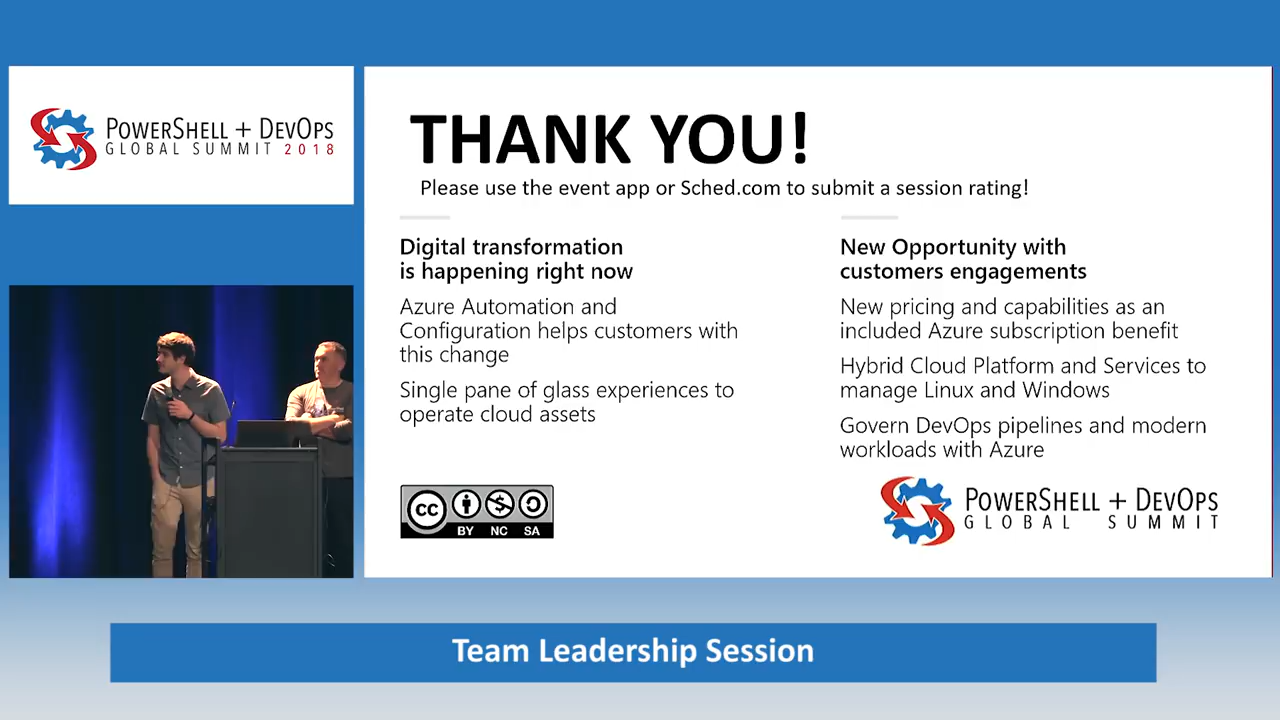 POWERSHELL + DEVOPS
GLOBAL SUMMIT 2018
THANK YOU!
Please use the event app or Sched.com to submit a session rating!
Digital transformation
is happening right now
Azure Automation and
Configuration helps customers with
this change
Single pane of glass experiences to
operate cloud assets
New Opportunity with
customers engagements
New pricing and capabilities as an
included Azure subscription benefit
Hybrid Cloud Platform and Services to
manage Linux and Windows
Govern DevOps pipelines and modern
workloads with Azure
cc
BY NC SA
POWERSHELL + DEVOPS
GLOBAL SUMMIT
Team Leadership Session